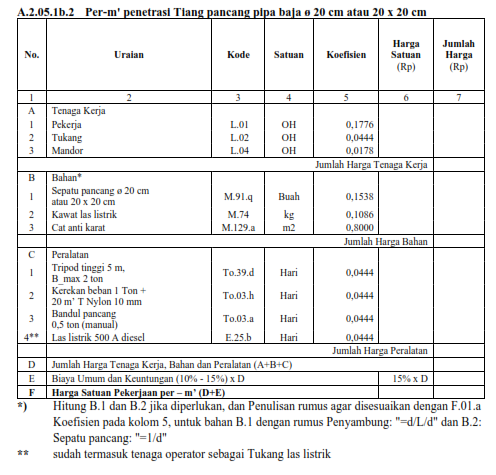 A.2.05.1b.2 Per-m' penetrasi Tiang pancang pipa baja ø 20 cm atau 20 x 20 cm
No. Uraian Kode Satuan Koefisien Harga Satuan (Rp) Jumlah Harga (Rp)
1 2 3 4 5 6 7
A Tenaga Kerja
1 Pekerja L.01 OH 0,1776
2 Tukang L.02 OH 0,0444
3 Mandor L.04 OH 0,0178
Jumlah Harga Tenaga Kerja
B Bahan*
1 Sepatu pancang ø 20 cm atau 20 x 20 cm M.91.q Buah 0,1538
2 Kawat las listrik M.74 kg 0,1086
3 Cat anti karat M.129.a m2 0,8000
Jumlah Harga Bahan
C Peralatan
1 Tripod tinggi 5 m, B_max 2 ton To.39.d Hari 0,0444
2 Kerekan beban 1 Ton + 20 m' T Nylon 10 mm To.03.h Hari 0,0444
3 Bandul pancang 0,5 ton (manual) To.03.a Hari 0,0444
4** Las listrik 500 A diesel E.25.b Hari 0,0444
Jumlah Harga Peralatan
D Jumlah Harga Tenaga Kerja, Bahan dan Peralatan (A+B+C)
E Biaya Umum dan Keuntungan (10% - 15%) x D 15% x D
F Harga Satuan Pekerjaan per – m' (D+E)
*) Hitung B.1 dan B.2 jika diperlukan, dan Penulisan rumus agar disesuaikan dengan F.01.a
Koefisien pada kolom 5, untuk bahan B.1 dengan rumus Penyambung: "=d/L/d" dan B.2:
Sepatu pancang: "=1/d"
** sudah termasuk tenaga operator sebagai Tukang las listrik